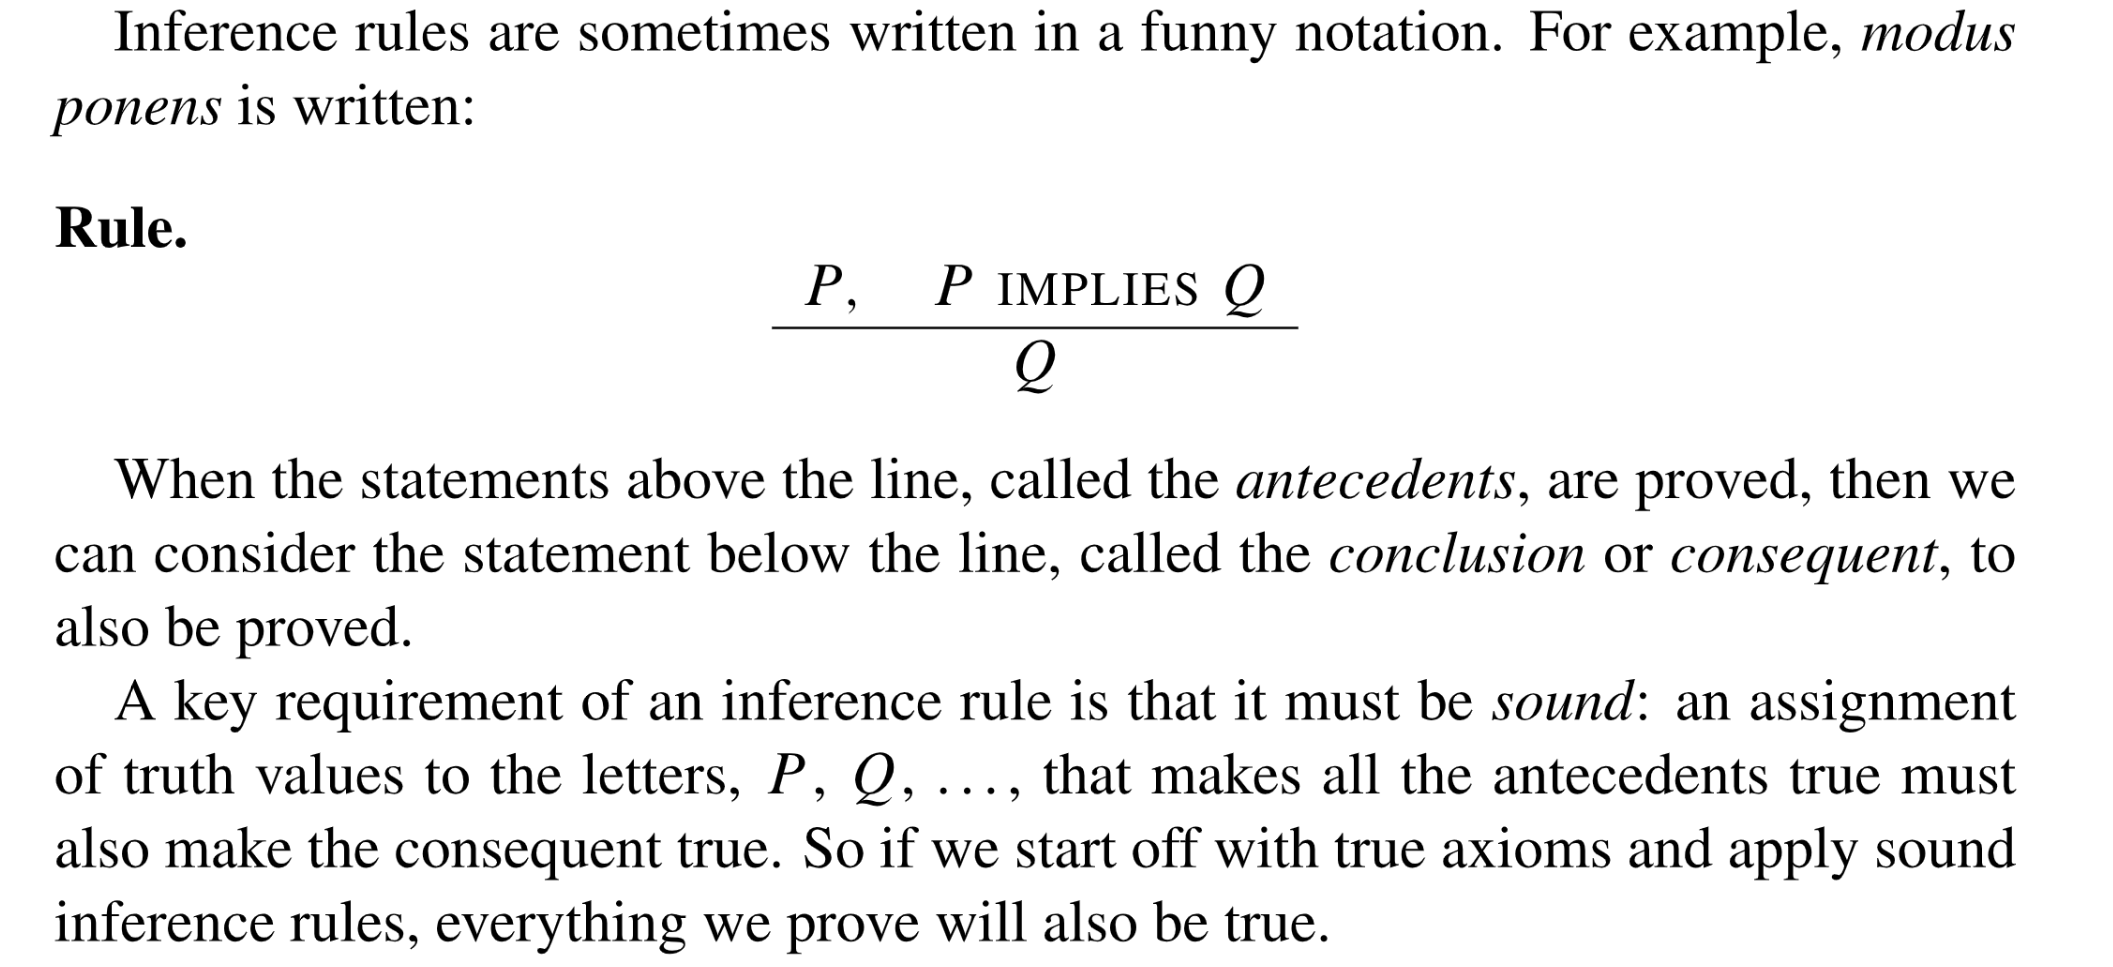 Inference rules are sometimes written in a funny notation. For example, modus
ponens is written:
Rule.
P, P IMPLIES Q
Q
When the statements above the line, called the antecedents, are proved, then we
can consider the statement below the line, called the conclusion or consequent, to
also be proved.
A key requirement of an inference rule is that it must be sound: an assignment
of truth values to the letters, P, Q, ..., that makes all the antecedents true must
also make the consequent true. So if we start off with true axioms and apply sound
inference rules, everything we prove will also be true.